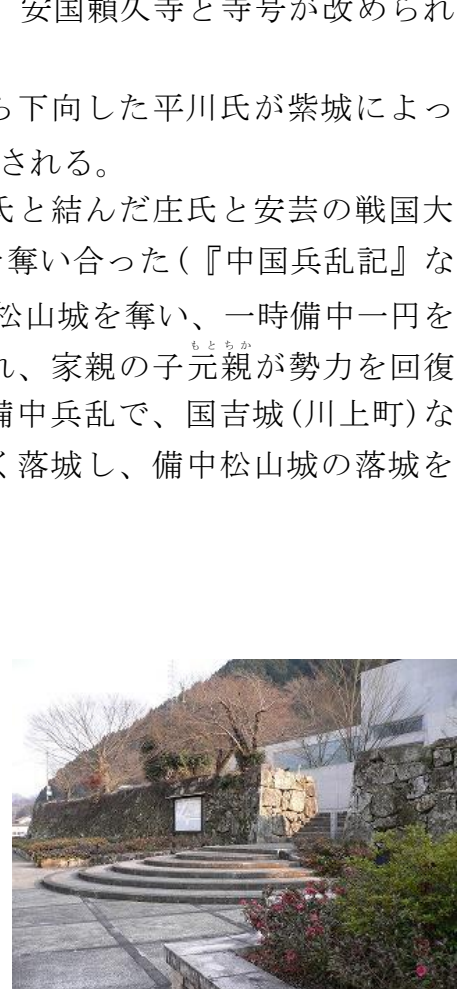 安国頼久寺と寺号が改められ
ら下向した平川氏が紫城によっ
される。
氏と結んだ庄氏と安芸の戦国大
を奪い合った(『中国兵乱記』な
松山城を奪い、一時備中一円を
もとちか
れ、家親の子元親が勢力を回復
備中兵乱で、国吉城(川上町)な
く落城し、備中松山城の落城を